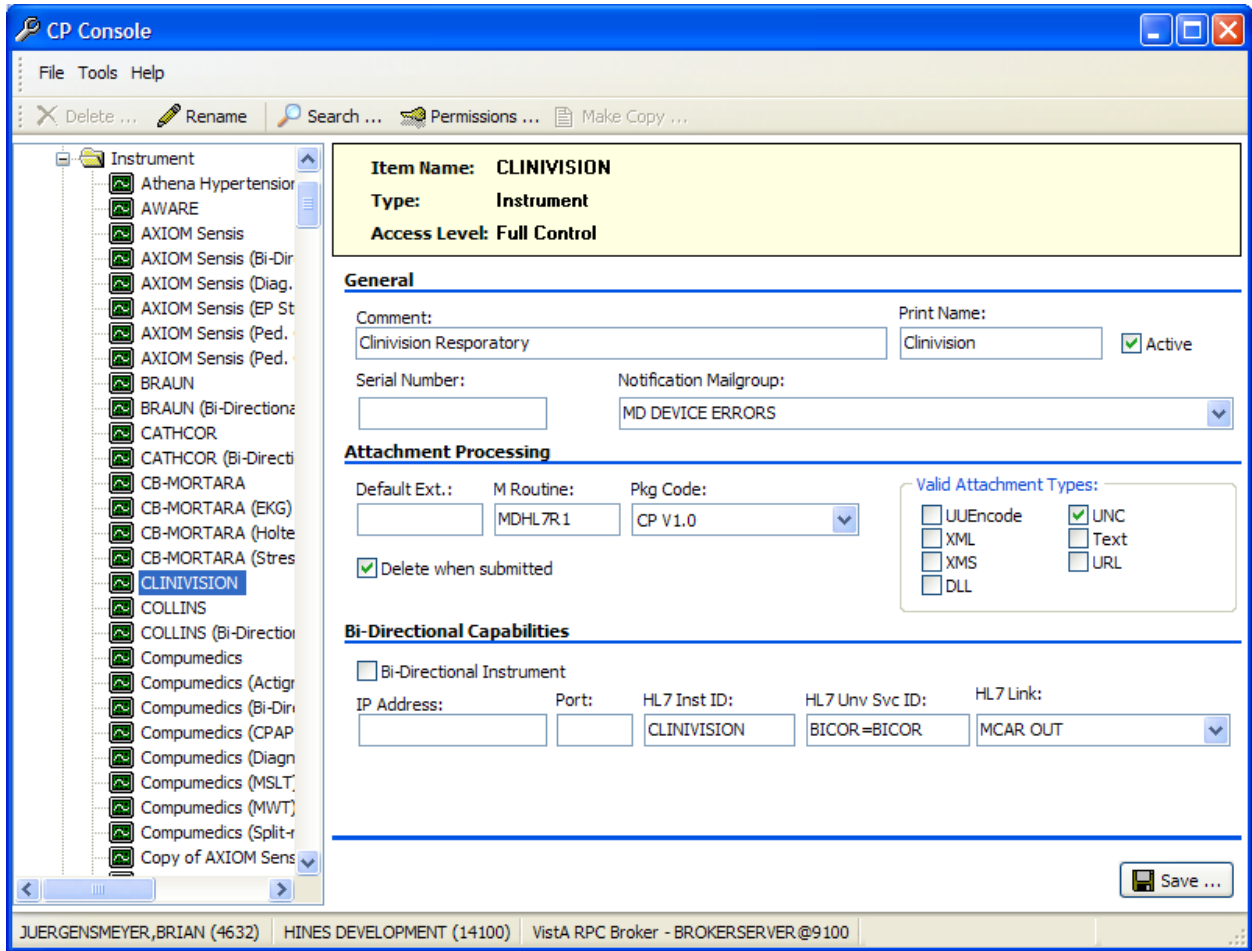 CP Console
File Tools Help
Delete ... Rename Search ... Permissions ... Make Copy ...
Instrument
Athena Hypertension
AWARE
AXIOM Sensis
AXIOM Sensis (Bi-Dir
AXIOM Sensis (Diag.
AXIOM Sensis (EP St
AXIOM Sensis (Ped.
AXIOM Sensis (Ped.
BRAUN
BRAUN (Bi-Directiona
CATHCOR
CATHCOR (Bi-Directi
CB-MORTARA
CB-MORTARA (EKG)
CB-MORTARA (Holte
CB-MORTARA (Stres
CLINIVISION
COLLINS
COLLINS (Bi-Direction
Compumedics
Compumedics (Actigr
Compumedics (Bi-Dir
Compumedics (CPAP
Compumedics (Diagn
Compumedics (MSLT)
Compumedics (MWT)
Compumedics (Split-r
Copy of AXIOM Sens
Item Name: CLINIVISION
Type: Instrument
Access Level: Full Control
General
Comment: Print Name:
Clinivision Resporatory Clinivision Active
Serial Number: Notification Mailgroup:
MD DEVICE ERRORS
Attachment Processing
Default Ext.: M Routine: Pkg Code:
MDHL7R1 CP V1.0
Delete when submitted
Valid Attachment Types:
UUEncode UNC
XML Text
XMS URL
DLL
Bi-Directional Capabilities
Bi-Directional Instrument
IP Address: Port: HL7 Inst ID: HL7 Unv Svc ID: HL7 Link:
CLINIVISION BICOR=BICOR MCAR OUT
Save ...
JUERGENSMEYER,BRIAN (4632) HINES DEVELOPMENT (14100) VistA RPC Broker - BROKERSERVER@9100